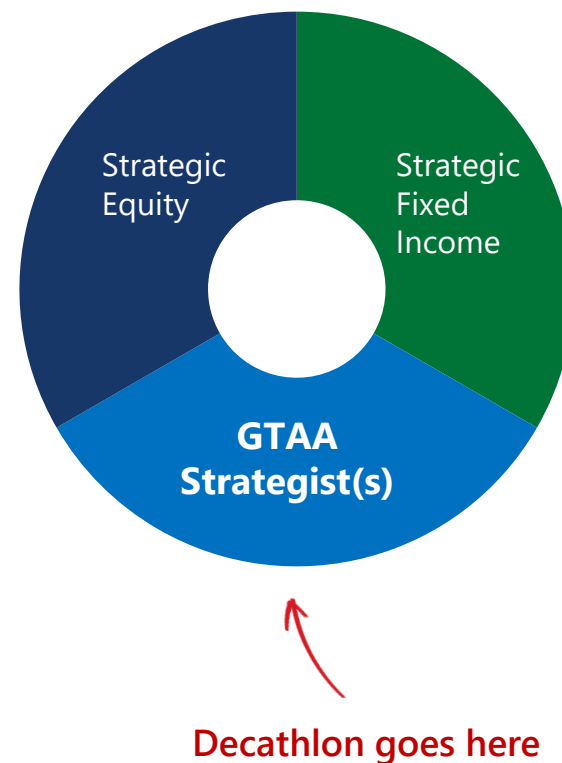 Strategic
Equity
Strategic
Fixed
Income
GTAA
Strategist(s)
Decathlon goes here